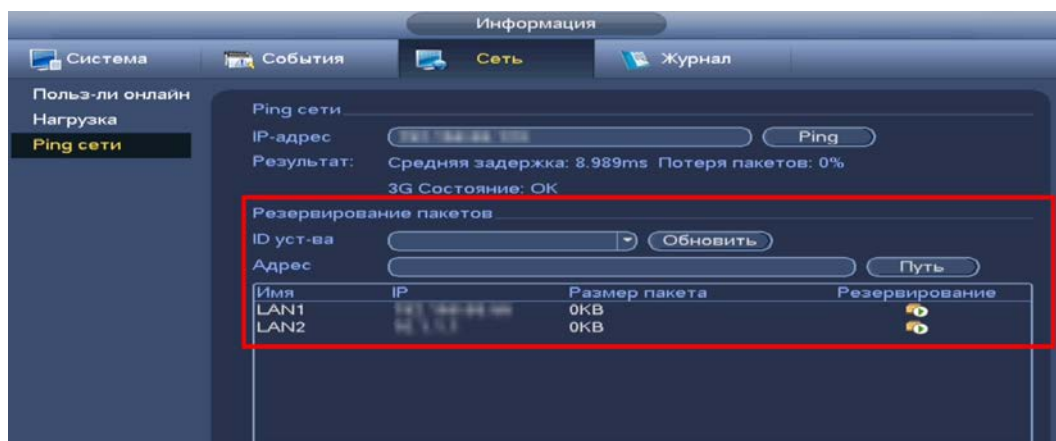 Информация
Система События Сеть Журнал
Польз-ли онлайн
Нагрузка
Ping сети
Ping сети
IP-адрес Ping
Результат: Средняя задержка: 8.989ms Потеря пакетов: 0%
3G Состояние: OK
Резервирование пакетов
ID уст-ва Обновить
Адрес Путь
Имя IP Размер пакета Резервирование
LAN1 0KB
LAN2 0KB